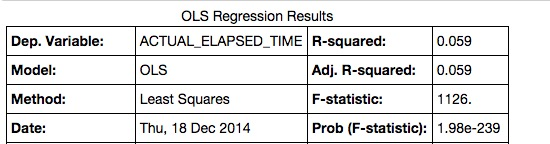 OLS Regression Results
Dep. Variable: ACTUAL_ELAPSED_TIME R-squared: 0.059
Model: OLS Adj. R-squared: 0.059
Method: Least Squares F-statistic: 1126.
Date: Thu, 18 Dec 2014 Prob (F-statistic): 1.98e-239